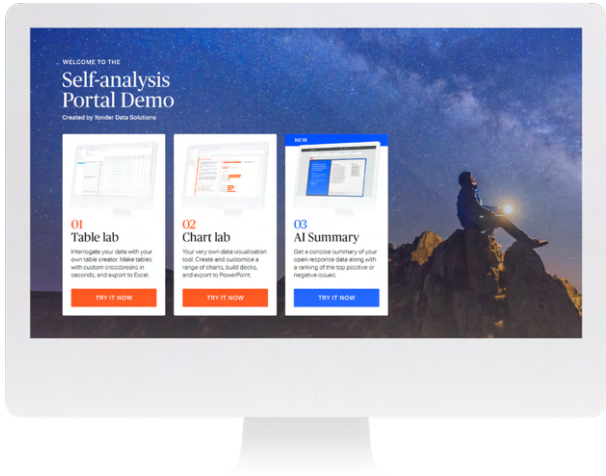 WELCOME TO THE
Self-analysis
Portal Demo
Created by Yonder Data Solutions
01
Table lab
Interrogate your data with your
own table creator. Make tables
with custom crossbreaks in
seconds, and export to Excel.
TRY IT NOW
02
Chart lab
Your very own data visualisation
tool. Create and customise a
range of charts, build decks,
and export to PowerPoint.
TRY IT NOW
NEW
03
AI Summary
Get a concise summary of your
open response data along with
a ranking of the top positive or
negative issues.
TRY IT NOW